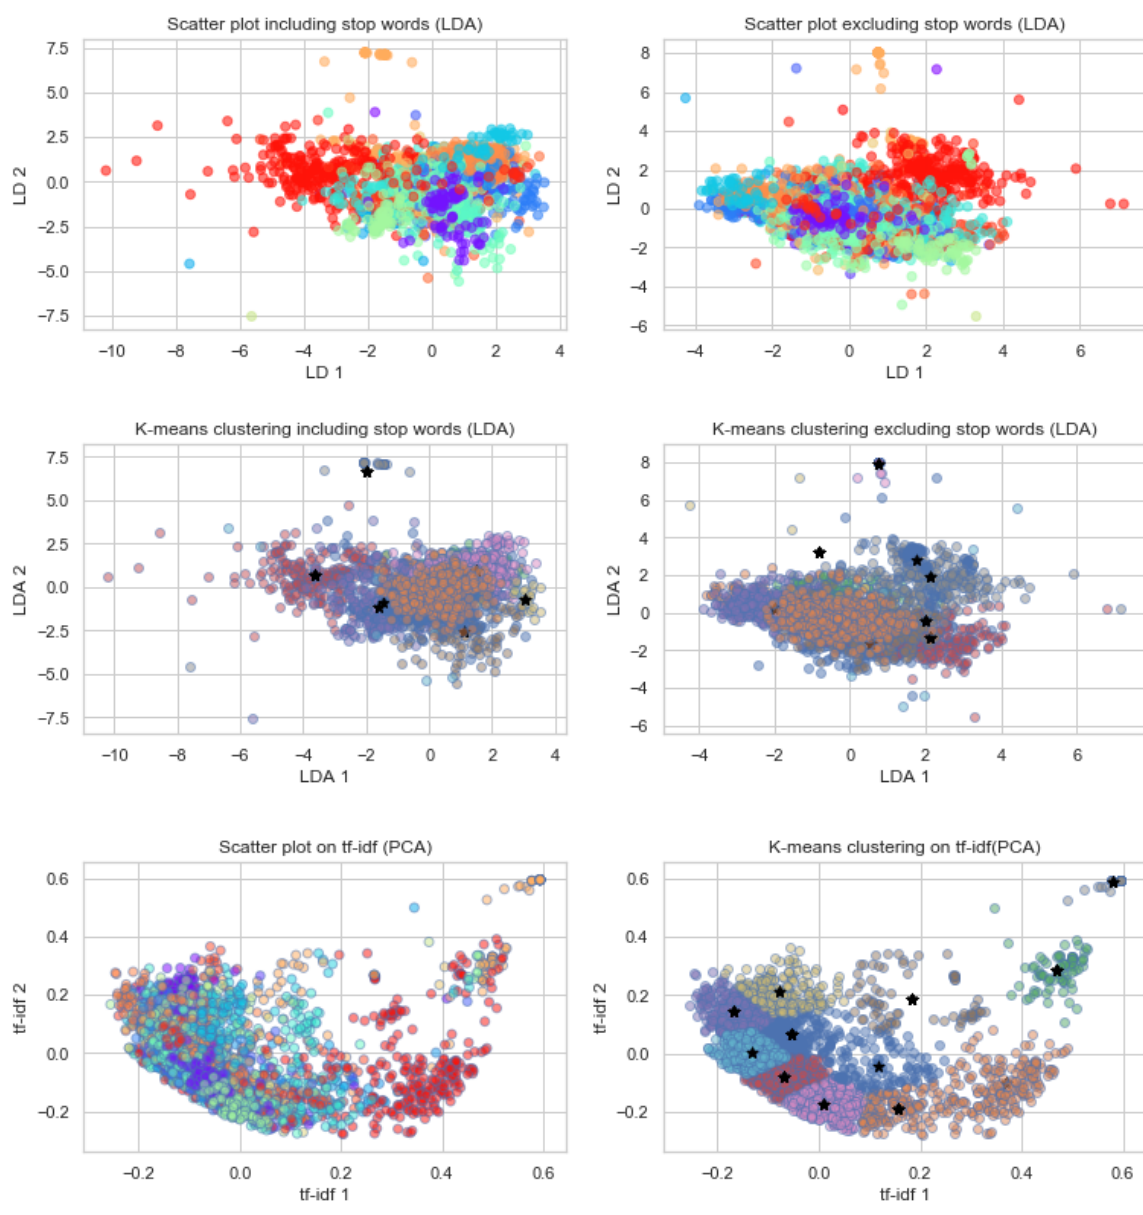 Scatter plot including stop words (LDA)
7.5
5.0
2.5
0.0
−2.5
−5.0
−7.5
LD 2
−10 −8 −6 −4 −2 0 2 4
LD 1
Scatter plot excluding stop words (LDA)
8
6
4
2
0
−2
−4
−6
LD 2
−4 −2 0 2 4 6
LD 1
K-means clustering including stop words (LDA)
7.5
5.0
2.5
0.0
−2.5
−5.0
−7.5
LDA 2
−10 −8 −6 −4 −2 0 2 4
LDA 1
K-means clustering excluding stop words (LDA)
8
6
4
2
0
−2
−4
−6
LDA 2
−4 −2 0 2 4 6
LDA 1
Scatter plot on tf-idf (PCA)
0.6
0.4
0.2
0.0
−0.2
tf-idf 2
−0.2 0.0 0.2 0.4 0.6
tf-idf 1
K-means clustering on tf-idf(PCA)
0.6
0.4
0.2
0.0
−0.2
tf-idf 2
−0.2 0.0 0.2 0.4 0.6
tf-idf 1